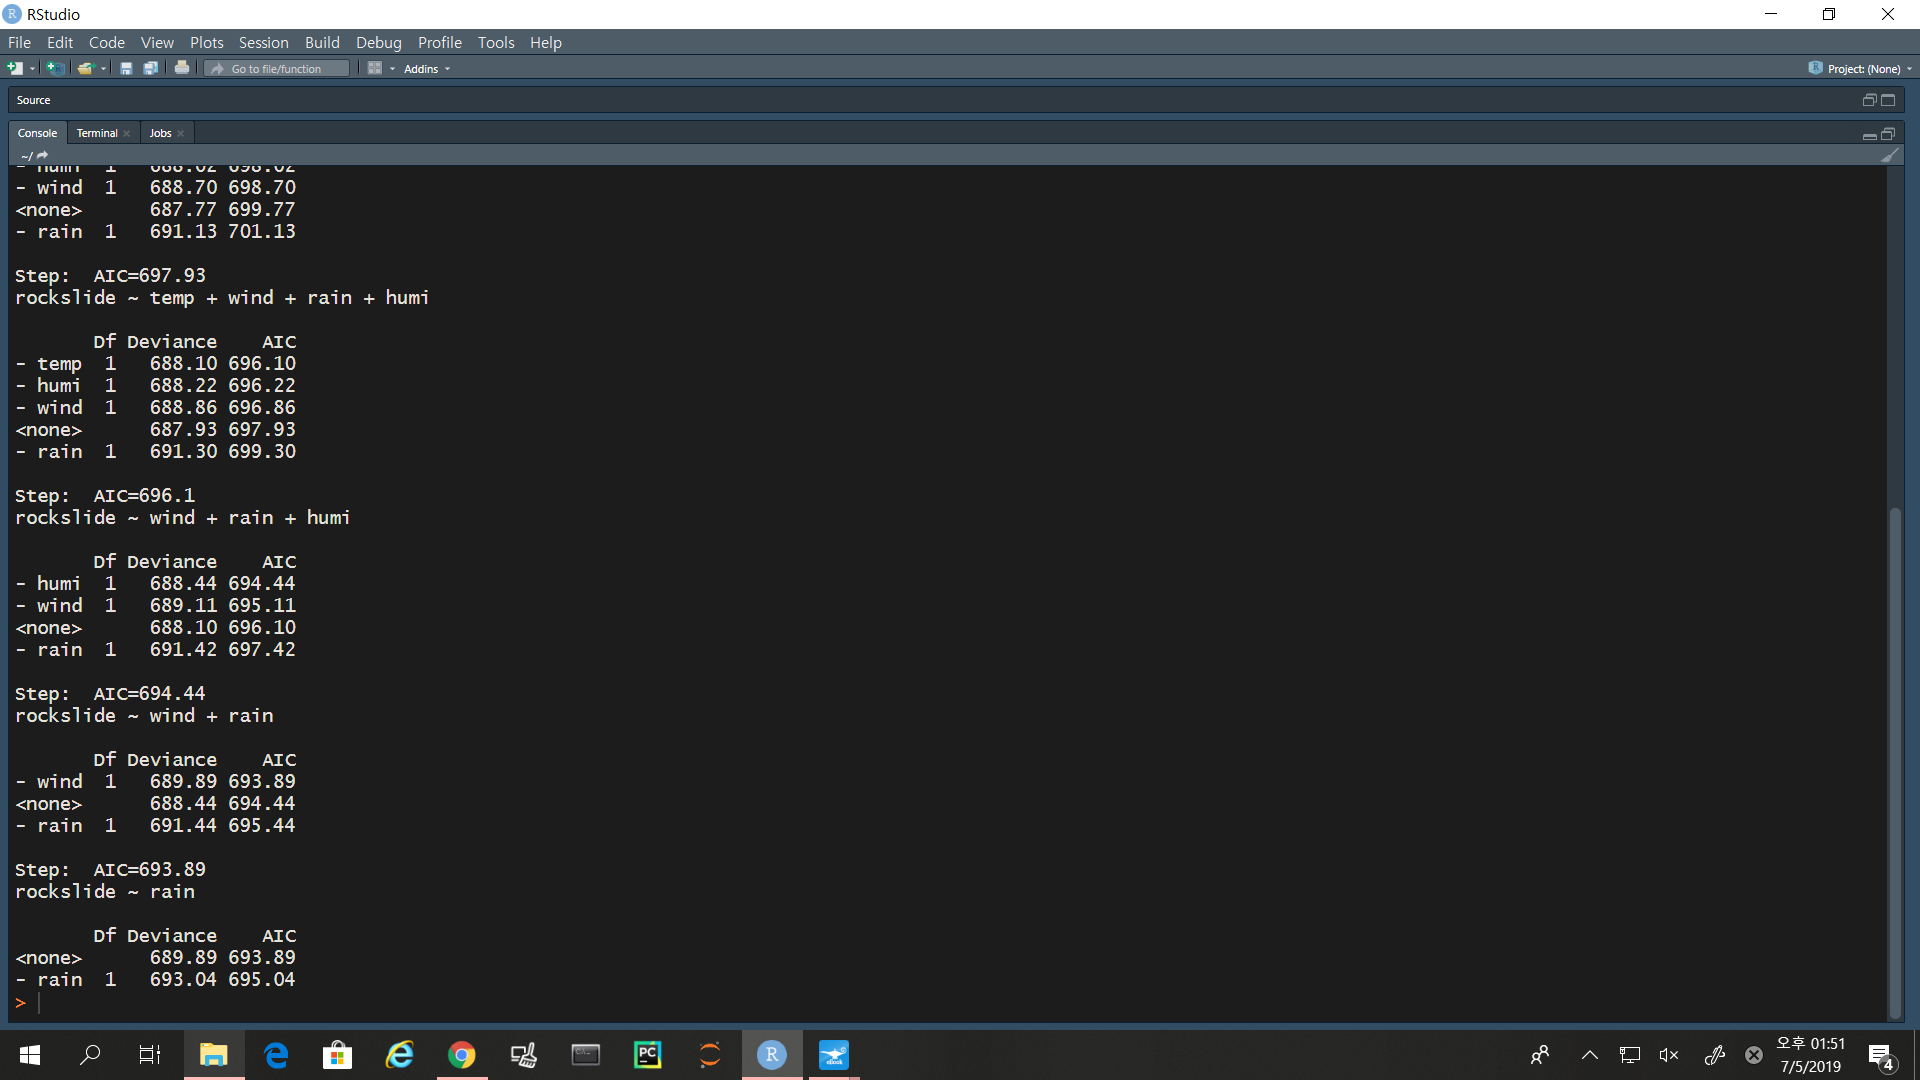 RStudio
File Edit Code View Plots Session Build Debug Profile Tools Help
Go to file/function Addins Project: (None)
Source
Console Terminal Jobs
~/
- humi 1 688.02 698.02
- wind 1 688.70 698.70
<none> 687.77 699.77
- rain 1 691.13 701.13
Step: AIC=697.93
rockslide ~ temp + wind + rain + humi
Df Deviance AIC
- temp 1 688.10 696.10
- humi 1 688.22 696.22
- wind 1 688.86 696.86
<none> 687.93 697.93
- rain 1 691.30 699.30
Step: AIC=696.1
rockslide ~ wind + rain + humi
Df Deviance AIC
- humi 1 688.44 694.44
- wind 1 689.11 695.11
<none> 688.10 696.10
- rain 1 691.42 697.42
Step: AIC=694.44
rockslide ~ wind + rain
Df Deviance AIC
- wind 1 689.89 693.89
<none> 688.44 694.44
- rain 1 691.44 695.44
Step: AIC=693.89
rockslide ~ rain
Df Deviance AIC
<none> 689.89 693.89
- rain 1 693.04 695.04
>
오후 01:51
7/5/2019
4